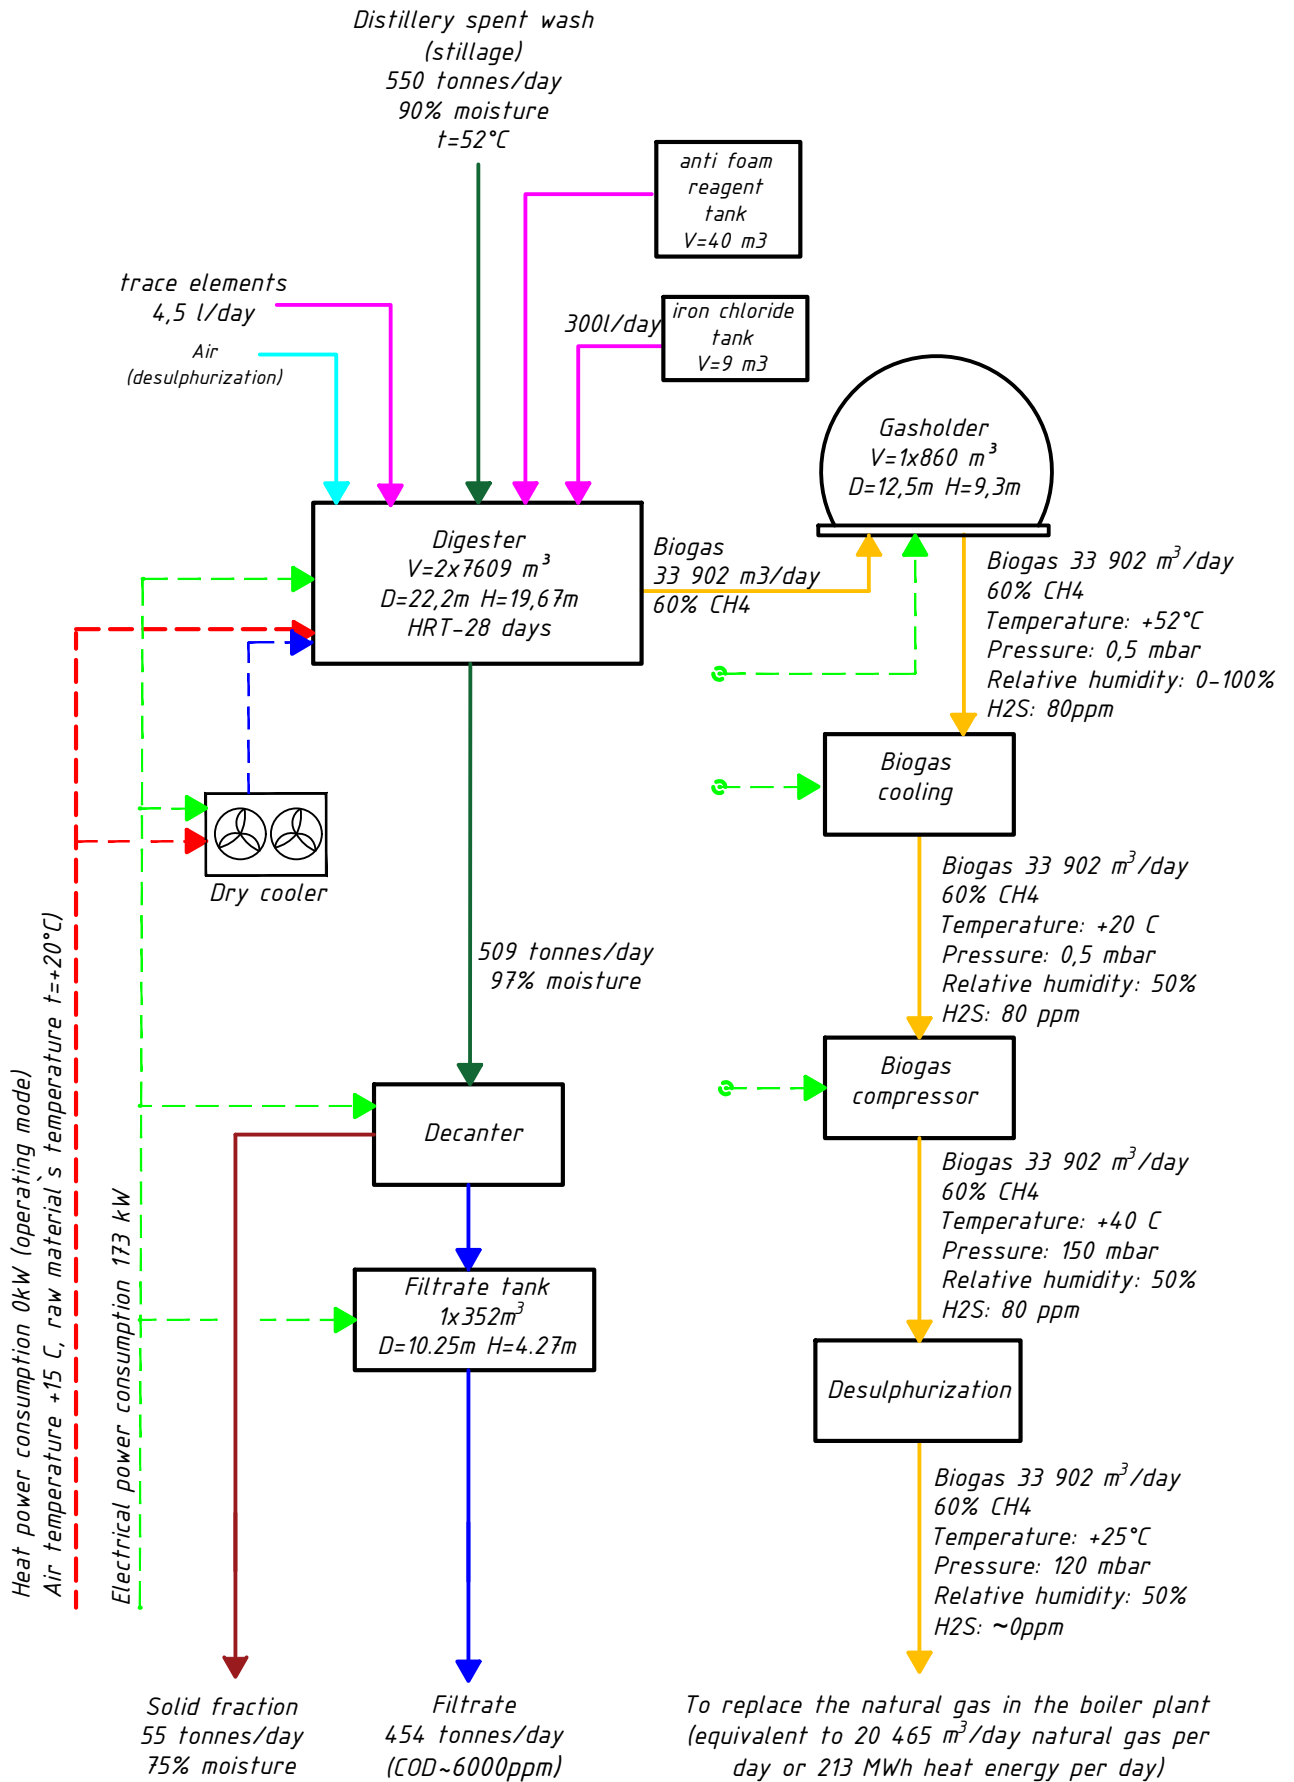 Distillery spent wash
(stillage)
550 tonnes/day
90% moisture
t=52°C
anti foam
reagent
tank
V=40 m3
trace elements
4,5 l/day
Air
(desulphurization)
300l/day
iron chloride
tank
V=9 m3
Gasholder
V=1x860 m³
D=12,5m H=9,3m
Digester
V=2x7609 m³
D=22,2m H=19,67m
HRT-28 days
Biogas
33 902 m3/day
60% CH4
Biogas 33 902 m³/day
60% CH4
Temperature: +52°C
Pressure: 0,5 mbar
Relative humidity: 0-100%
H2S: 80ppm
Biogas
cooling
Dry cooler
Biogas 33 902 m³/day
60% CH4
Temperature: +20 C
Pressure: 0,5 mbar
Relative humidity: 50%
H2S: 80 ppm
509 tonnes/day
97% moisture
Biogas
compressor
Decanter
Biogas 33 902 m³/day
60% CH4
Temperature: +40 C
Pressure: 150 mbar
Relative humidity: 50%
H2S: 80 ppm
Filtrate tank
1x352m³
D=10.25m H=4.27m
Desulphurization
Heat power consumption 0kW (operating mode)
Air temperature +15 C, raw material`s temperature t=+20°C)
Electrical power consumption 173 kW
Biogas 33 902 m³/day
60% CH4
Temperature: +25°C
Pressure: 120 mbar
Relative humidity: 50%
H2S: ~0ppm
Solid fraction
55 tonnes/day
75% moisture
Filtrate
454 tonnes/day
(COD~6000ppm)
To replace the natural gas in the boiler plant
(equivalent to 20 465 m³/day natural gas per
day or 213 MWh heat energy per day)